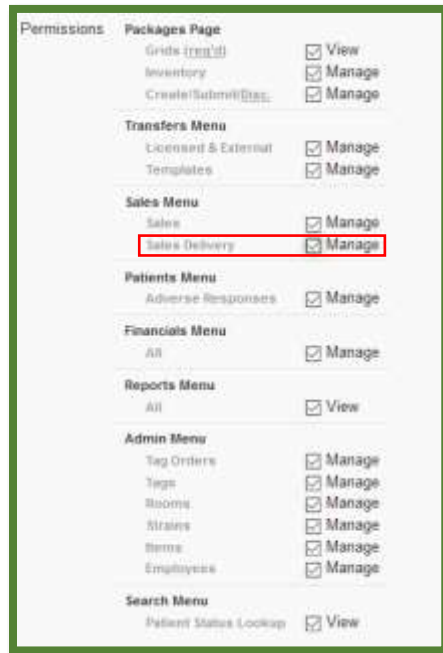 Permissions Packages Page
Grids (req'd) View
Inventory Manage
Create/Submit/Disc. Manage
Transfers Menu
Licensed & External Manage
Templates Manage
Sales Menu
Sales Manage
Sales Delivery Manage
Patients Menu
Adverse Responses Manage
Financials Menu
All Manage
Reports Menu
All View
Admin Menu
Tag Orders Manage
Tags Manage
Rooms Manage
Strains Manage
Items Manage
Employees Manage
Search Menu
Patient Status Lookup View